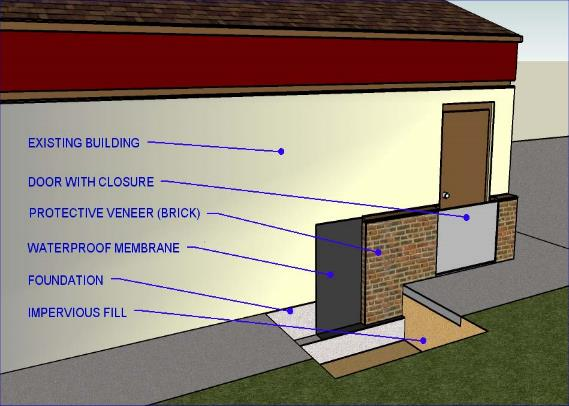 EXISTING BUILDING
DOOR WITH CLOSURE
PROTECTIVE VENEER (BRICK)
WATERPROOF MEMBRANE
FOUNDATION
IMPERVIOUS FILL